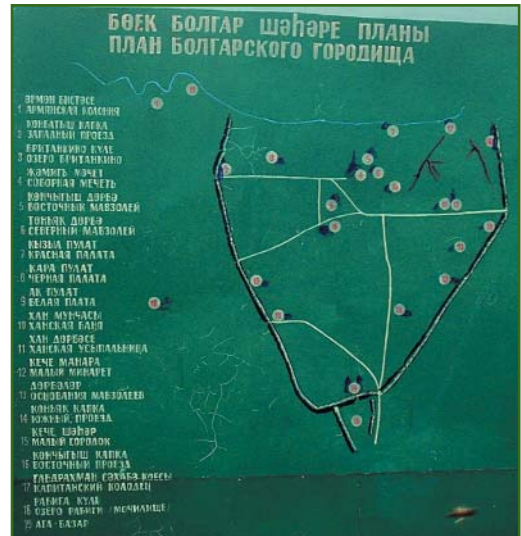 БӨЕК БОЛГАР ШӘҺӘРЕ ПЛАНЫ
ПЛАН БОЛГАРСКОГО ГОРОДИЩА
ӘРМӘН БИСТӘСЕ
1 АРМЯНСКАЯ КОЛОНИЯ
КӨНБАТЫШ КАПКА
2 ЗАПАДНЫЙ ПРОЕЗД
БРИТАНКИНО КҮЛЕ
3 ОЗЕРО БРИТАНКИНО
ҖАМИГЪ МӘЧЕТ
4 СОБОРНАЯ МЕЧЕТЬ
КӨНЧЫГЫШ ДӨРБӘ
5 ВОСТОЧНЫЙ МАВЗОЛЕЙ
ТӨНЬЯК ДӨРБӘ
6 СЕВЕРНЫЙ МАВЗОЛЕЙ
КЫЗЫЛ ПУЛАТ
7 КРАСНАЯ ПАЛАТА
КАРА ПУЛАТ
8 ЧЕРНАЯ ПАЛАТА
АК ПУЛАТ
9 БЕЛАЯ ПААТА
ХАН МУНЧАСЫ
10 ХАНСКАЯ БАНЯ
ХАН ДӨРБӘСЕ
11 ХАНСКАЯ УСЫПАЛЬНИЦА
КЕЧЕ МАНАРА
12 МАЛЫЙ МИНАРЕТ
ДӨРБӘЛӘР
13 ОСНОВАНИЯ МАВЗОЛЕЕВ
КӨНЬЯК КАПКА
14 ЮЖНЫЙ ПРОЕЗД
КЕЧЕ ШӘҺӘР
15 МАЛЫЙ ГОРОДОК
КӨНЧЫГЫШ КАПКА
16 ВОСТОЧНЫЙ ПРОЕЗД
ГАБДРАХМАН СӘХАБӘ КОЕСЫ
17 КАПИТАНСКИЙ КОЛОДЕЦ
РАБИГА КҮЛЕ
18 ОЗЕРО РАБИГИ (МОЧИЛИЩЕ)
19 АГА-БАЗАР